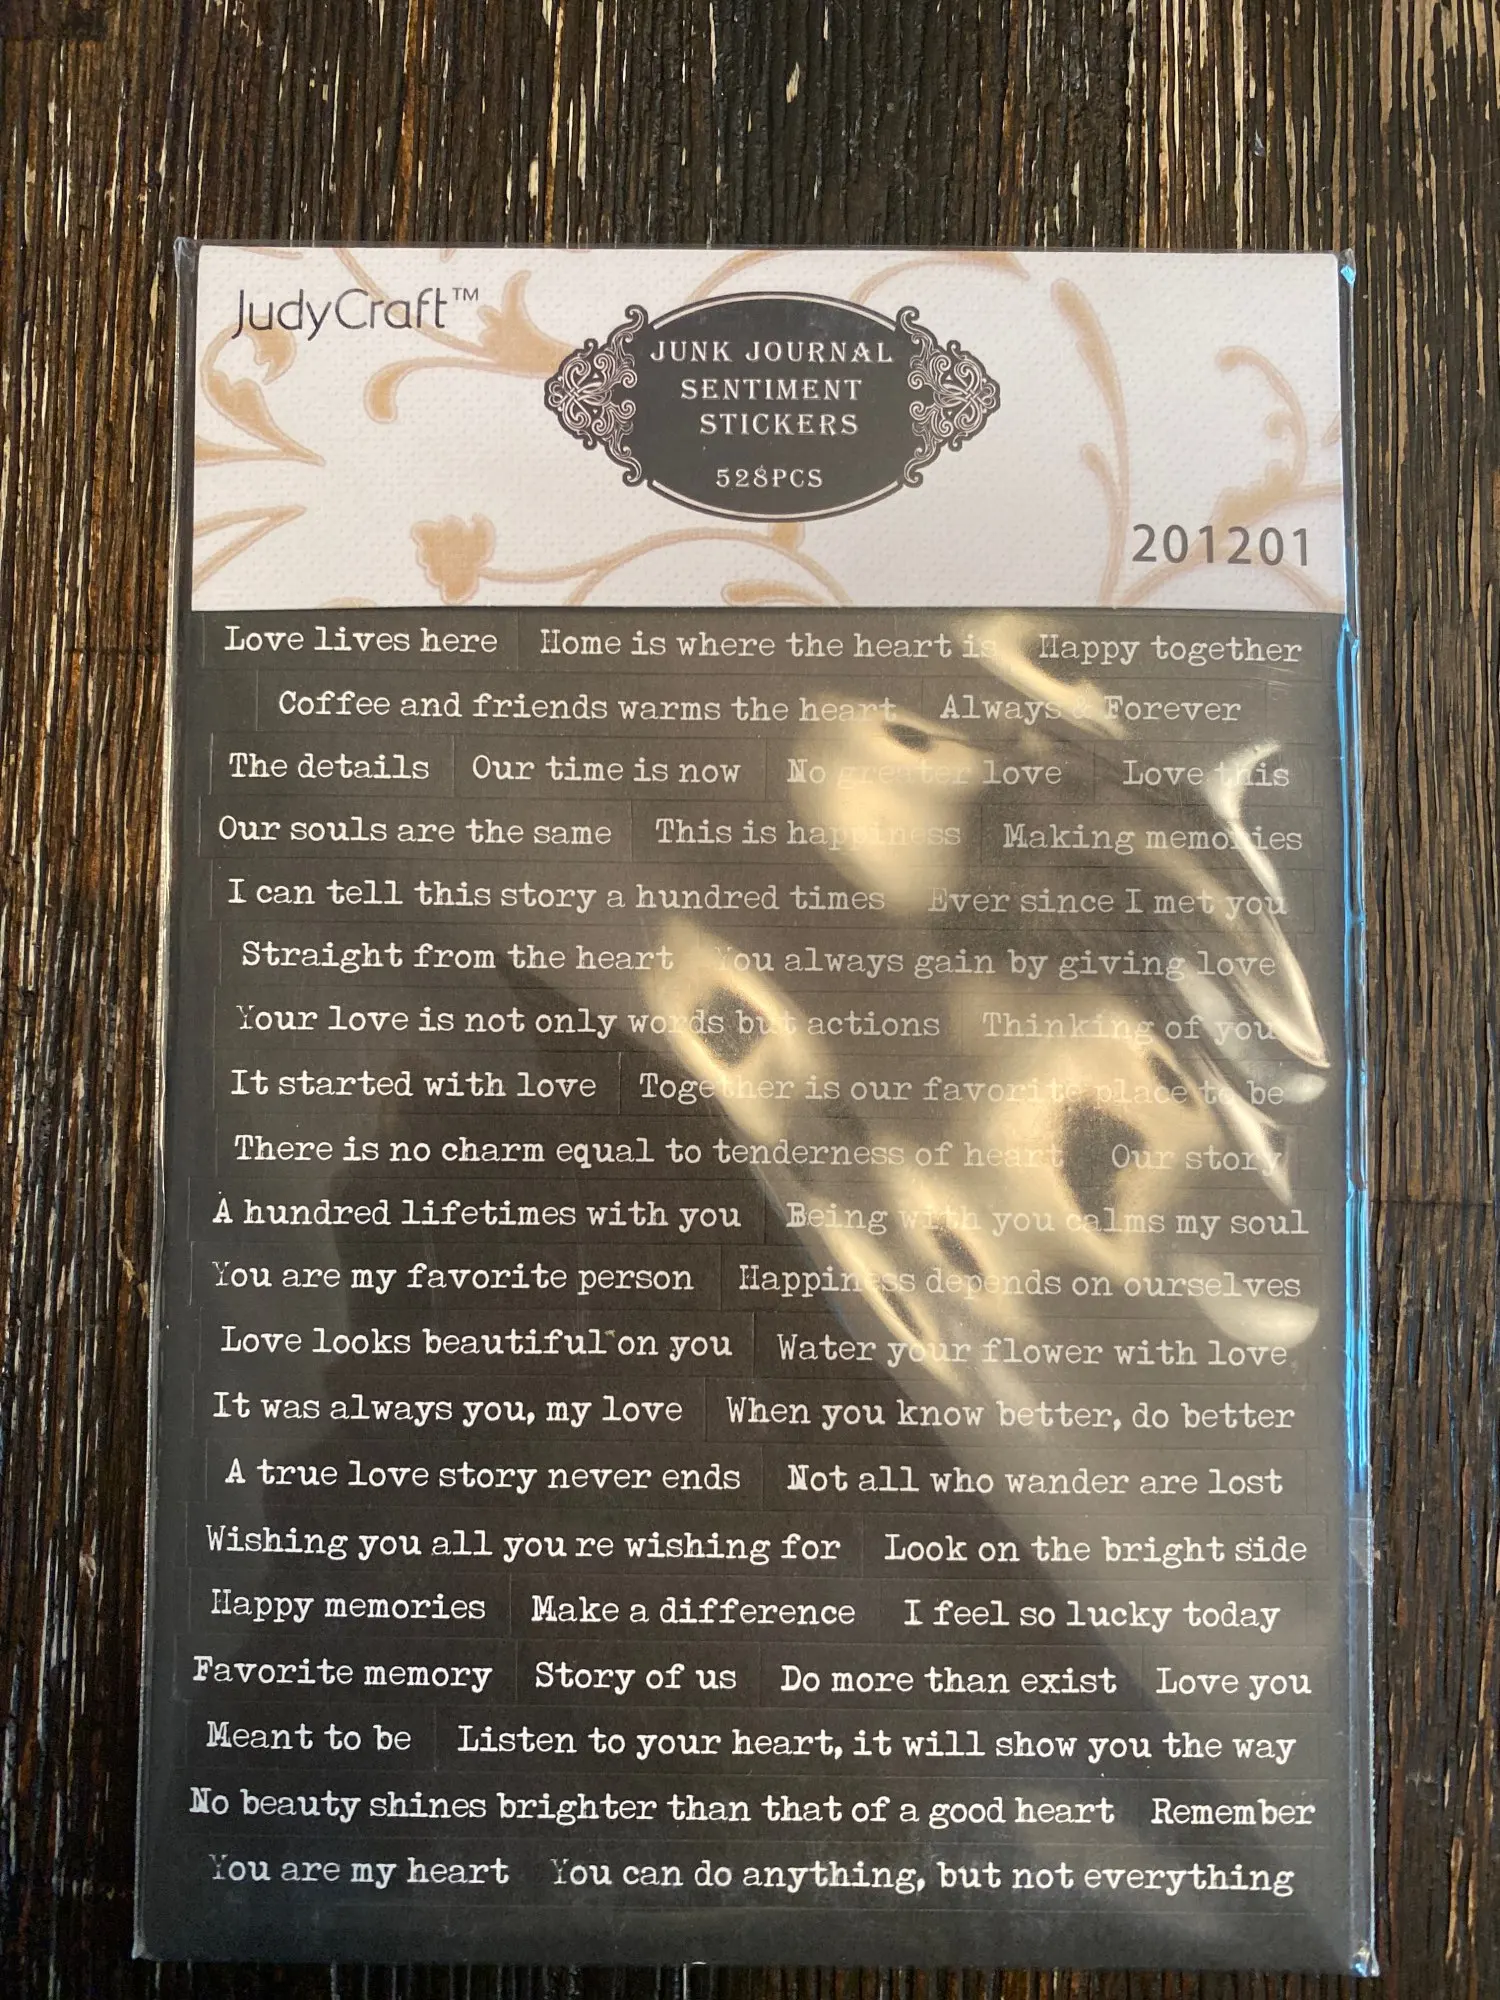 JudyCraft™
JUNK JOURNAL
SENTIMENT
STICKERS
528PCS
201201
Love lives here Home is where the heart is Happy together
Coffee and friends warms the heart Always & Forever
The details Our time is now No greater love Love this
Our souls are the same This is happiness Making memories
I can tell this story a hundred times Ever since I met you
Straight from the heart You always gain by giving love
Your love is not only words but actions Thinking of you
It started with love Together is our favorite place to be
There is no charm equal to tenderness of heart Our story
A hundred lifetimes with you Being with you calms my soul
You are my favorite person Happiness depends on ourselves
Love looks beautiful on you Water your flower with love
It was always you, my love When you know better, do better
A true love story never ends Not all who wander are lost
Wishing you all you re wishing for Look on the bright side
Happy memories Make a difference I feel so lucky today
Favorite memory Story of us Do more than exist Love you
Meant to be Listen to your heart, it will show you the way
No beauty shines brighter than that of a good heart Remember
You are my heart You can do anything, but not everything